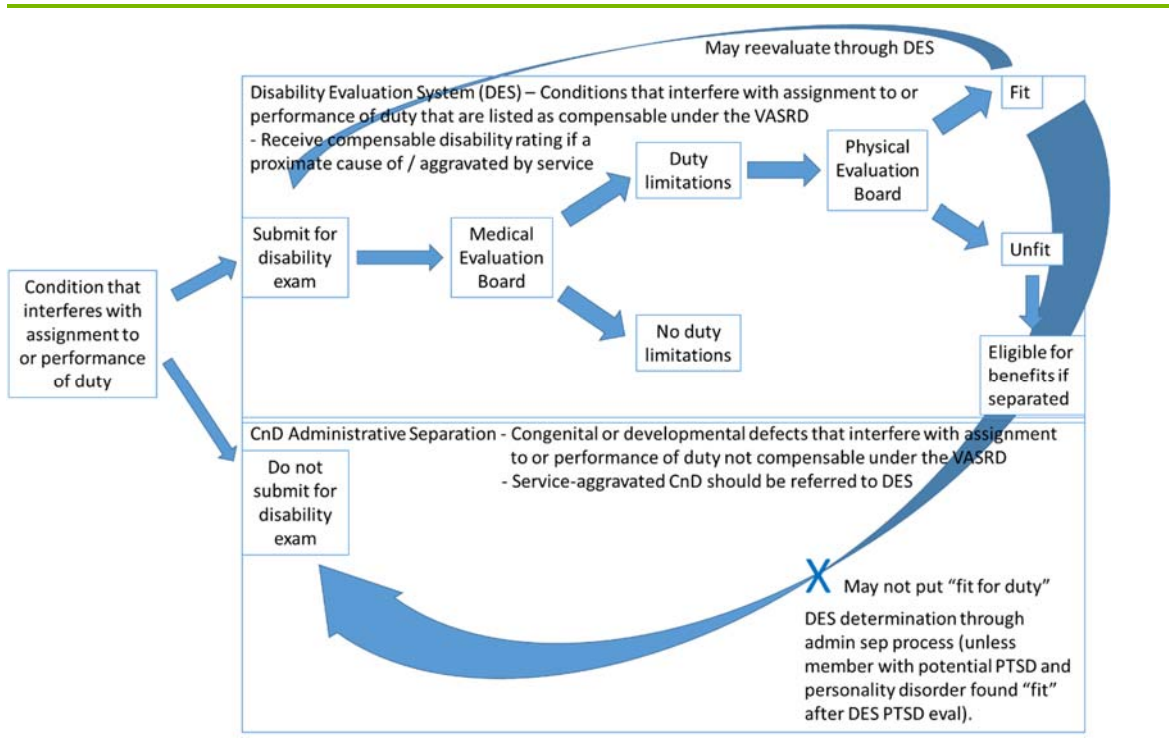 May reevaluate through DES
Disability Evaluation System (DES) – Conditions that interfere with assignment to or
performance of duty that are listed as compensable under the VASRD
- Receive compensable disability rating if a
proximate cause of / aggravated by service
Fit
Duty
limitations
Physical
Evaluation
Board
Submit for
disability
exam
Medical
Evaluation
Board
Unfit
Condition that
interferes with
assignment to
or performance
of duty
No duty
limitations
Eligible for
benefits if
separated
CnD Administrative Separation - Congenital or developmental defects that interfere with assignment
to or performance of duty not compensable under the VASRD
- Service-aggravated CnD should be referred to DES
Do not
submit for
disability
exam
X May not put “fit for duty”
DES determination through
admin sep process (unless
member with potential PTSD and
personality disorder found “fit”
after DES PTSD eval).